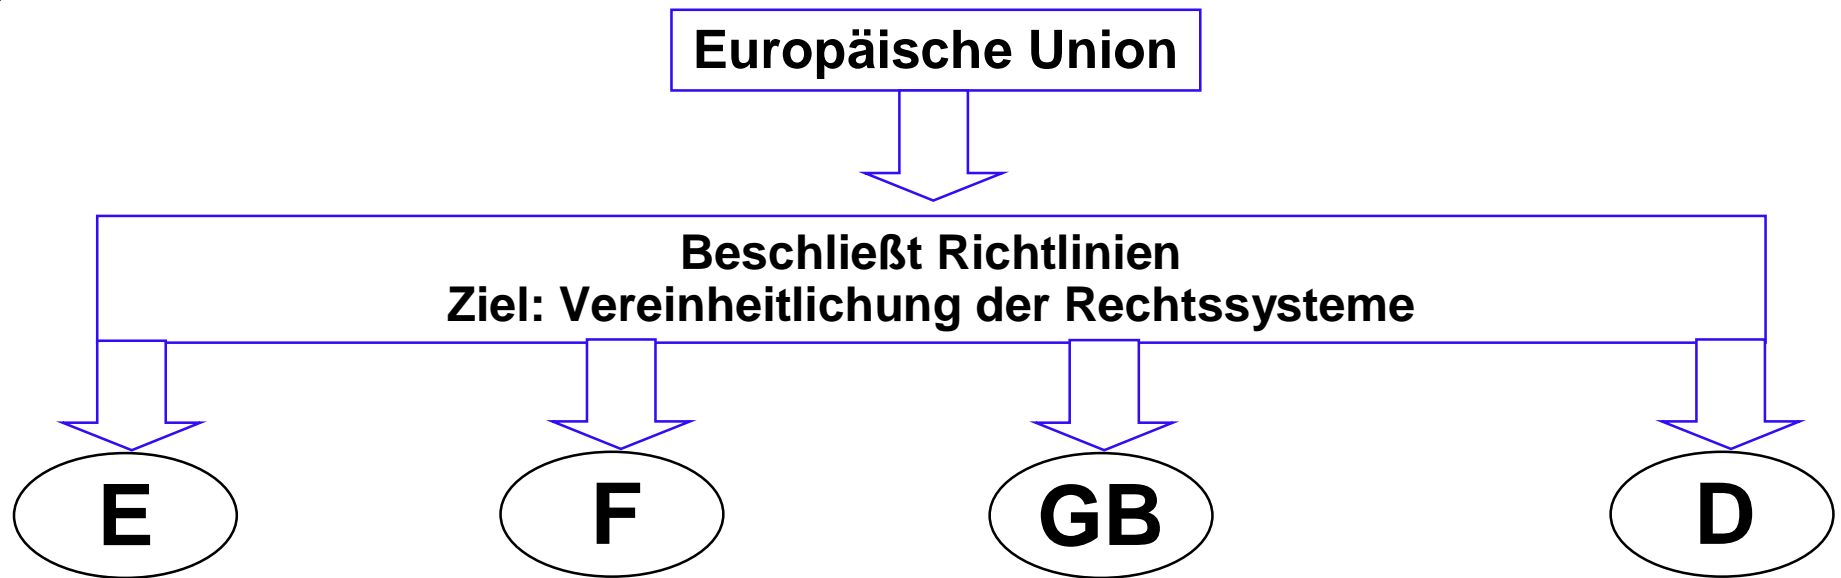 Europäische Union
Beschließt Richtlinien
Ziel: Vereinheitlichung der Rechtssysteme
E
F
GB
D